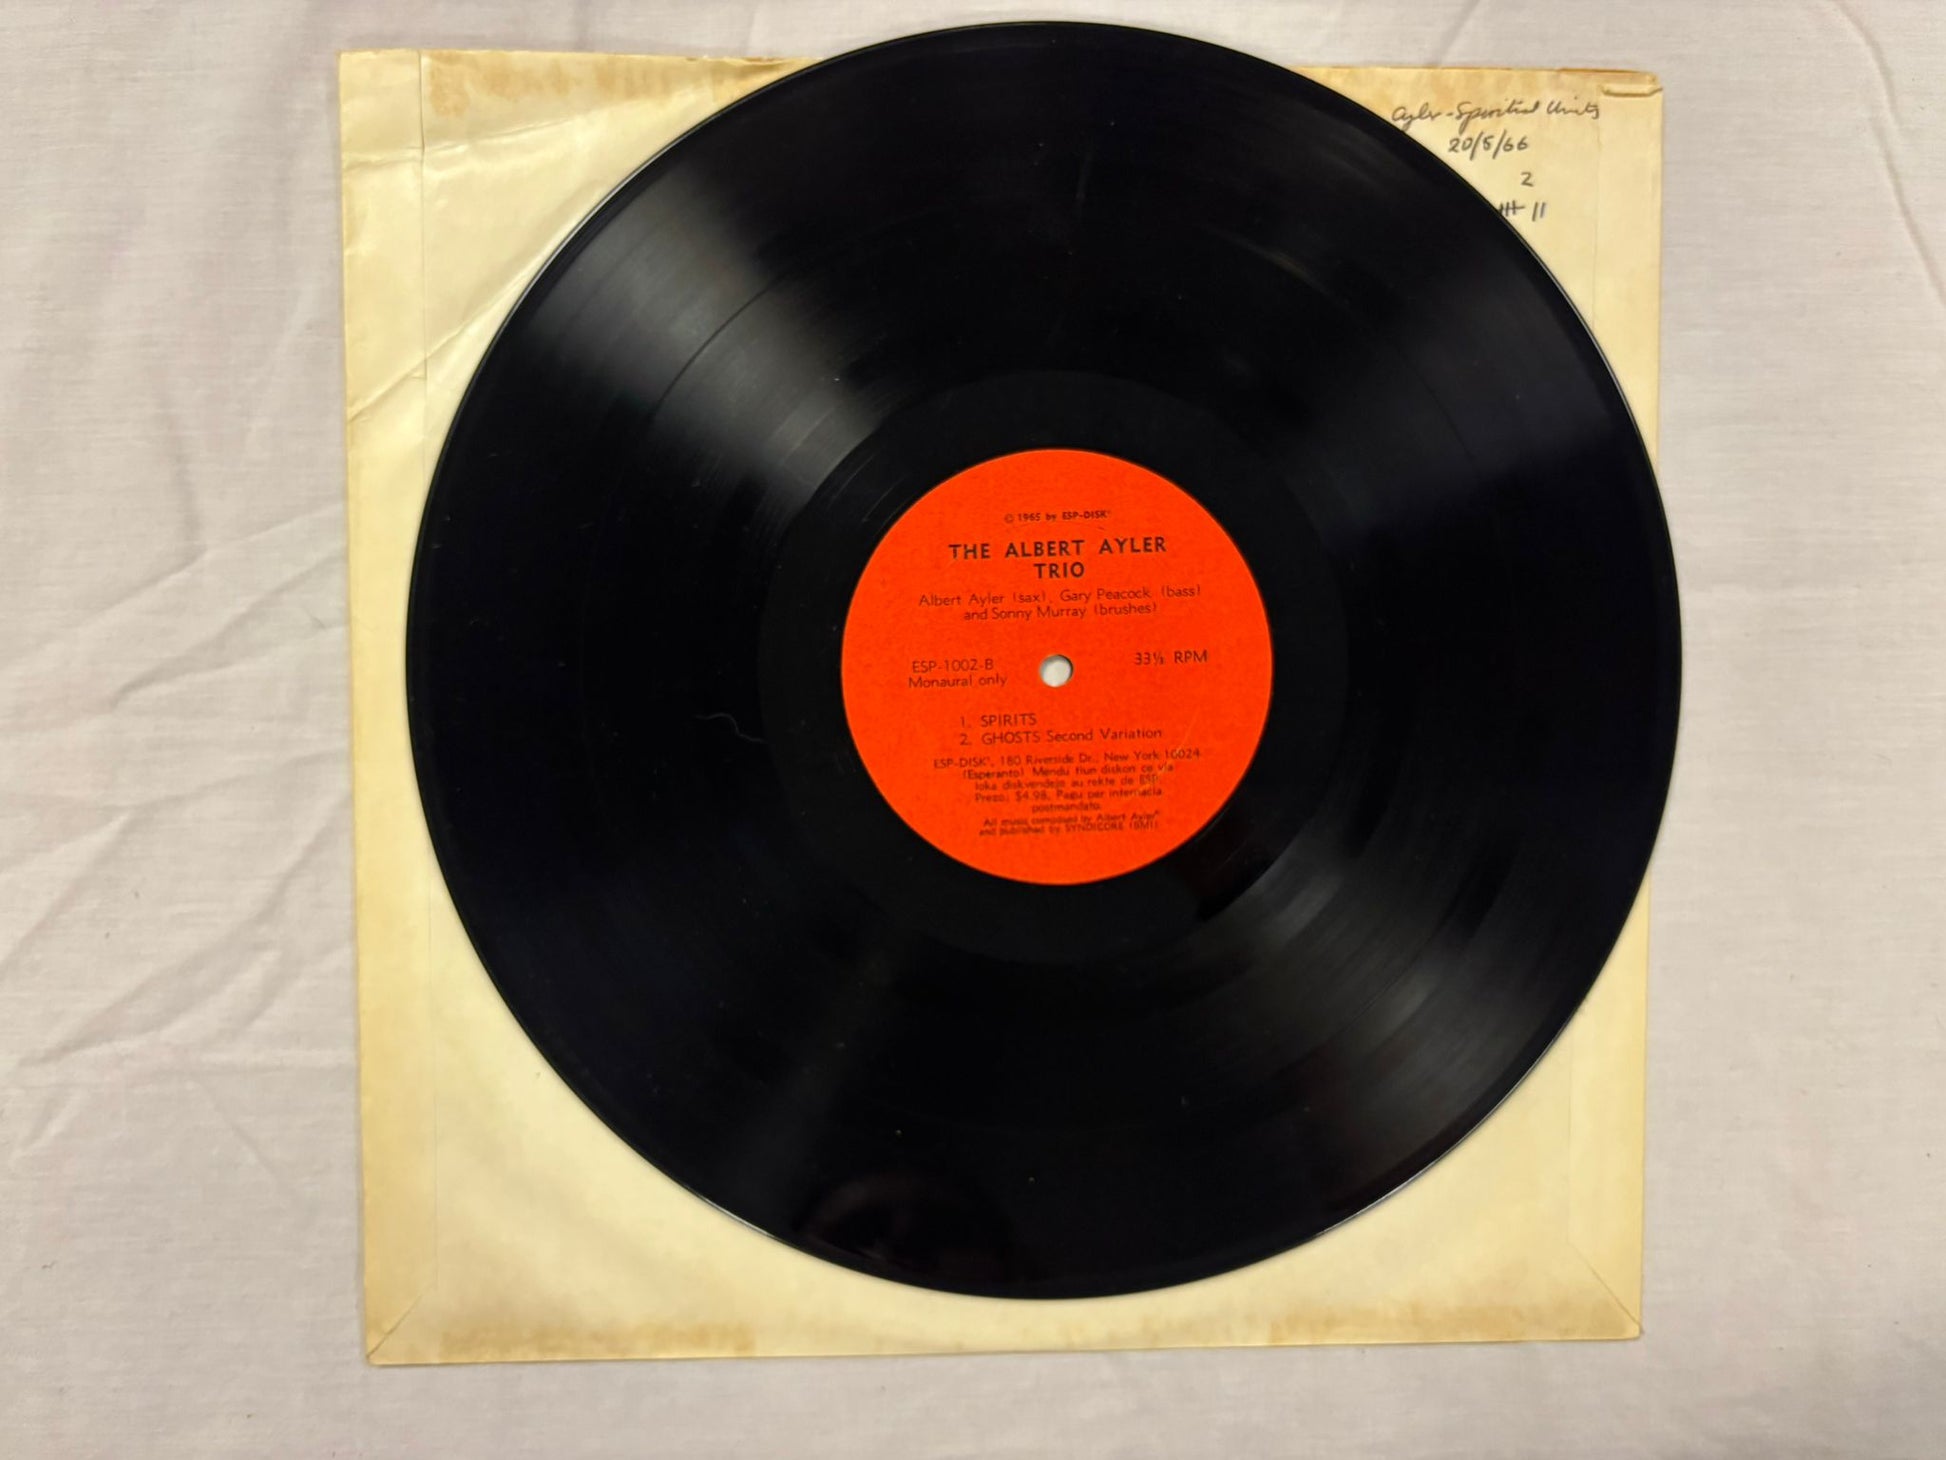 Ayler - Spiritual Unity
20/5/66
2
© 1965 by ESP-DISK'
THE ALBERT AYLER
TRIO
Albert Ayler (sax), Gary Peacock (bass)
and Sonny Murray (brushes)
ESP-1002-B
Monaural only
33⅓ RPM
1. SPIRITS
2. GHOSTS Second Variation
ESP-DISK', 180 Riverside Dr., New York 10024
(Esperanto) Mendu tiun diskon ce via
loka diskvendejo au rekte de ESP.
Prezo: $4.98. Pagu per internacia
postmandato.
All music composed by Albert Ayler
and published by SYNDICORE (BMI)